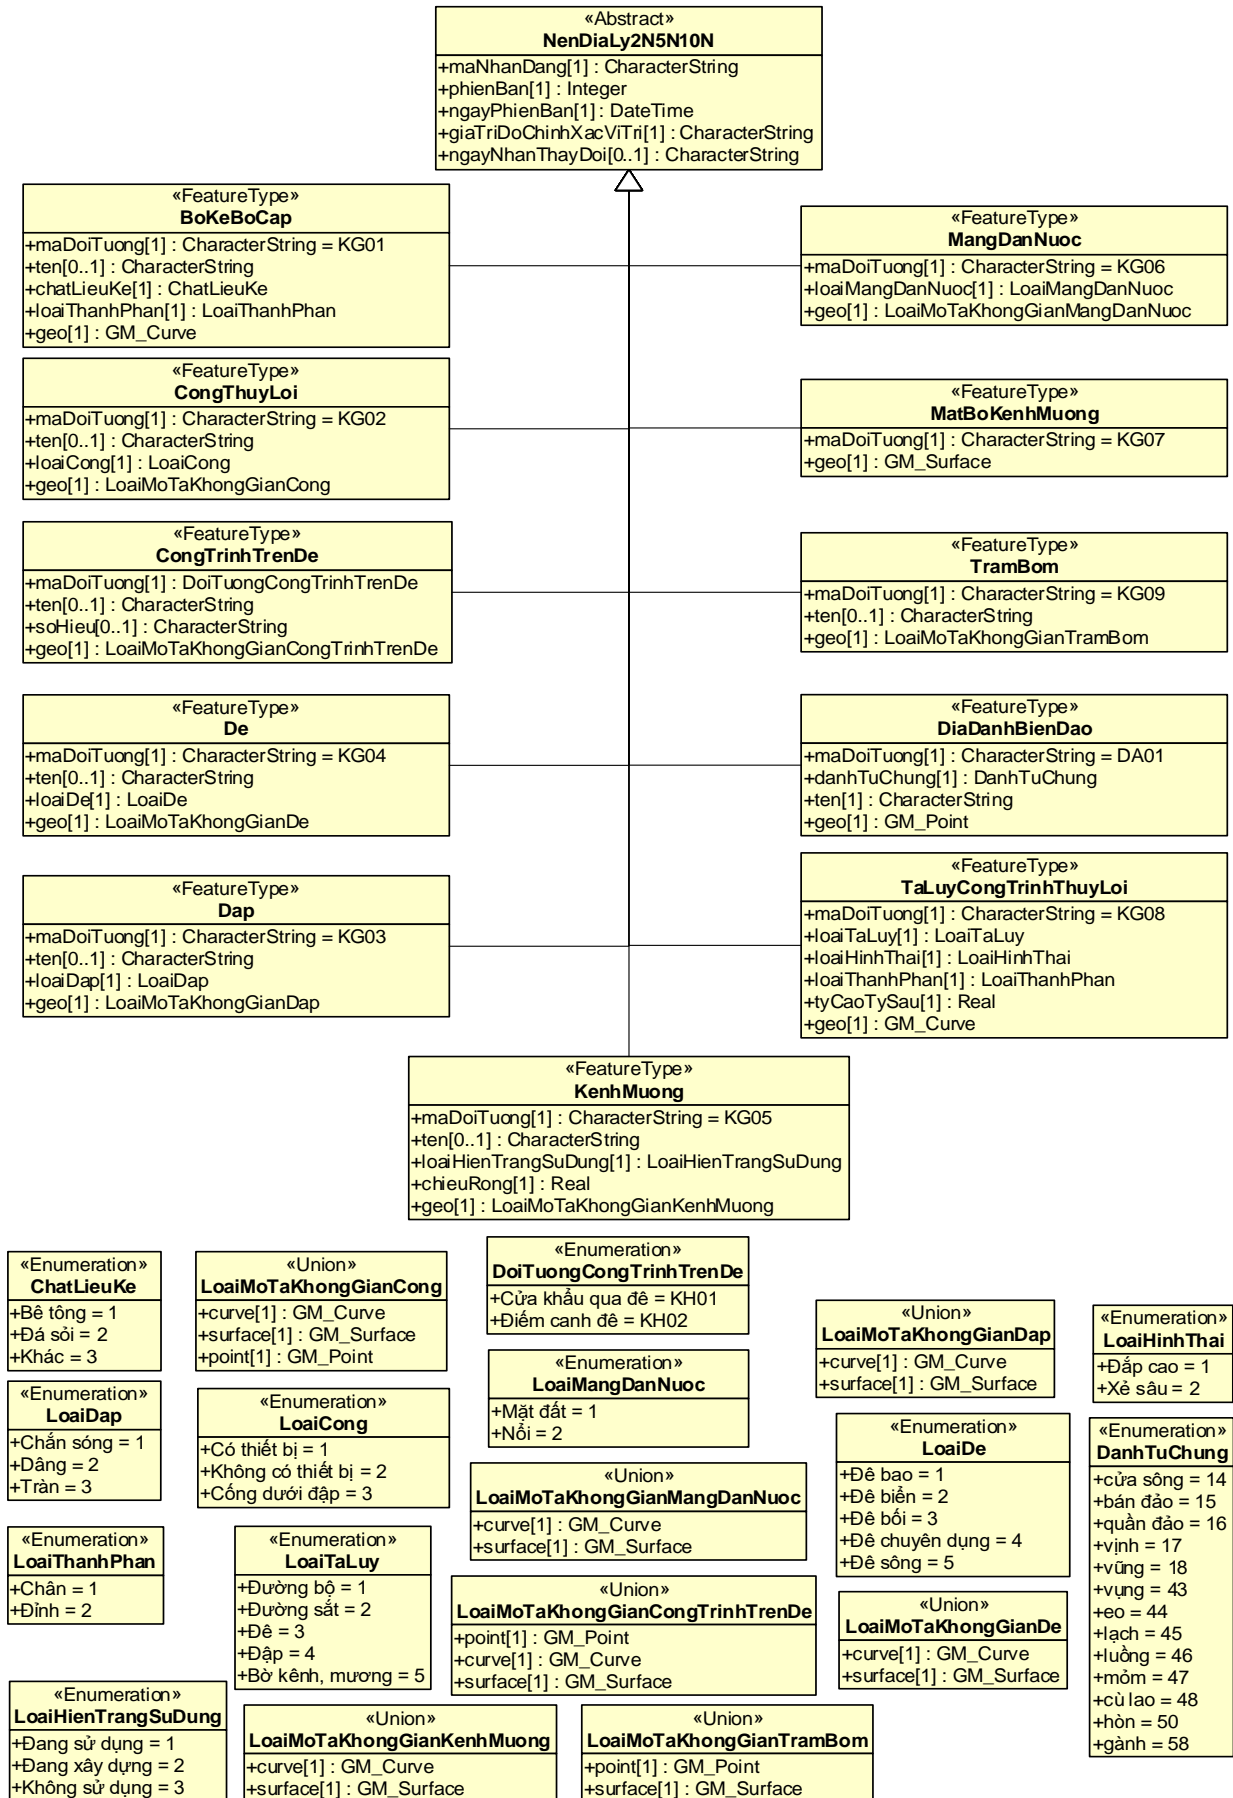 «Abstract»
NenDiaLy2N5N10N
+maNhanDang[1] : CharacterString
+phienBan[1] : Integer
+ngayPhienBan[1] : DateTime
+giaTriDoChinhXacViTri[1] : CharacterString
+ngayNhanThayDoi[0..1] : CharacterString
«FeatureType»
BoKeBoCap
+maDoiTuong[1] : CharacterString = KG01
+ten[0..1] : CharacterString
+chatLieuKe[1] : ChatLieuKe
+loaiThanhPhan[1] : LoaiThanhPhan
+geo[1] : GM_Curve
«FeatureType»
MangDanNuoc
+maDoiTuong[1] : CharacterString = KG06
+loaiMangDanNuoc[1] : LoaiMangDanNuoc
+geo[1] : LoaiMoTaKhongGianMangDanNuoc
«FeatureType»
CongThuyLoi
+maDoiTuong[1] : CharacterString = KG02
+ten[0..1] : CharacterString
+loaiCong[1] : LoaiCong
+geo[1] : LoaiMoTaKhongGianCong
«FeatureType»
MatBoKenhMuong
+maDoiTuong[1] : CharacterString = KG07
+geo[1] : GM_Surface
«FeatureType»
CongTrinhTrenDe
+maDoiTuong[1] : DoiTuongCongTrinhTrenDe
+ten[0..1] : CharacterString
+soHieu[0..1] : CharacterString
+geo[1] : LoaiMoTaKhongGianCongTrinhTrenDe
«FeatureType»
TramBom
+maDoiTuong[1] : CharacterString = KG09
+ten[0..1] : CharacterString
+geo[1] : LoaiMoTaKhongGianTramBom
«FeatureType»
De
+maDoiTuong[1] : CharacterString = KG04
+ten[0..1] : CharacterString
+loaiDe[1] : LoaiDe
+geo[1] : LoaiMoTaKhongGianDe
«FeatureType»
DiaDanhBienDao
+maDoiTuong[1] : CharacterString = DA01
+danhTuChung[1] : DanhTuChung
+ten[1] : CharacterString
+geo[1] : GM_Point
«FeatureType»
Dap
+maDoiTuong[1] : CharacterString = KG03
+ten[0..1] : CharacterString
+loaiDap[1] : LoaiDap
+geo[1] : LoaiMoTaKhongGianDap
«FeatureType»
TaLuyCongTrinhThuyLoi
+maDoiTuong[1] : CharacterString = KG08
+loaiTaLuy[1] : LoaiTaLuy
+loaiHinhThai[1] : LoaiHinhThai
+loaiThanhPhan[1] : LoaiThanhPhan
+tyCaoTySau[1] : Real
+geo[1] : GM_Curve
«FeatureType»
KenhMuong
+maDoiTuong[1] : CharacterString = KG05
+ten[0..1] : CharacterString
+loaiHienTrangSuDung[1] : LoaiHienTrangSuDung
+chieuRong[1] : Real
+geo[1] : LoaiMoTaKhongGianKenhMuong
«Enumeration»
ChatLieuKe
+Bê tông = 1
+Đá sỏi = 2
+Khác = 3
«Union»
LoaiMoTaKhongGianCong
+curve[1] : GM_Curve
+surface[1] : GM_Surface
+point[1] : GM_Point
«Enumeration»
DoiTuongCongTrinhTrenDe
+Cửa khẩu qua đê = KH01
+Điếm canh đê = KH02
«Union»
LoaiMoTaKhongGianDap
+curve[1] : GM_Curve
+surface[1] : GM_Surface
«Enumeration»
LoaiHinhThai
+Đắp cao = 1
+Xẻ sâu = 2
«Enumeration»
LoaiDap
+Chắn sóng = 1
+Dâng = 2
+Tràn = 3
«Enumeration»
LoaiCong
+Có thiết bị = 1
+Không có thiết bị = 2
+Cống dưới đập = 3
«Enumeration»
LoaiMangDanNuoc
+Mặt đất = 1
+Nổi = 2
«Enumeration»
LoaiDe
+Đê bao = 1
+Đê biển = 2
+Đê bối = 3
+Đê chuyên dụng = 4
+Đê sông = 5
«Enumeration»
DanhTuChung
+cửa sông = 14
+bán đảo = 15
+quần đảo = 16
+vịnh = 17
+vũng = 18
+vụng = 43
+eo = 44
+lạch = 45
+luồng = 46
+mỏm = 47
+cù lao = 48
+hòn = 50
+gành = 58
«Union»
LoaiMoTaKhongGianMangDanNuoc
+curve[1] : GM_Curve
+surface[1] : GM_Surface
«Enumeration»
LoaiThanhPhan
+Chân = 1
+Đỉnh = 2
«Enumeration»
LoaiTaLuy
+Đường bộ = 1
+Đường sắt = 2
+Đê = 3
+Đập = 4
+Bờ kênh, mương = 5
«Union»
LoaiMoTaKhongGianCongTrinhTrenDe
+point[1] : GM_Point
+curve[1] : GM_Curve
+surface[1] : GM_Surface
«Union»
LoaiMoTaKhongGianDe
+curve[1] : GM_Curve
+surface[1] : GM_Surface
«Enumeration»
LoaiHienTrangSuDung
+Đang sử dụng = 1
+Đang xây dựng = 2
+Không sử dụng = 3
«Union»
LoaiMoTaKhongGianKenhMuong
+curve[1] : GM_Curve
+surface[1] : GM_Surface
«Union»
LoaiMoTaKhongGianTramBom
+point[1] : GM_Point
+surface[1] : GM_Surface